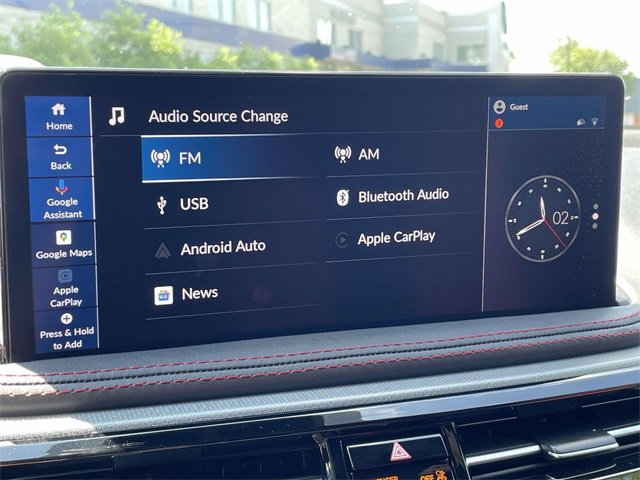 Home
Back
Google
Assistant
Google Maps
Apple
CarPlay
Press & Hold
to Add
Audio Source Change
FM
AM
USB
Bluetooth Audio
Android Auto
Apple CarPlay
News
Guest
02
OFF